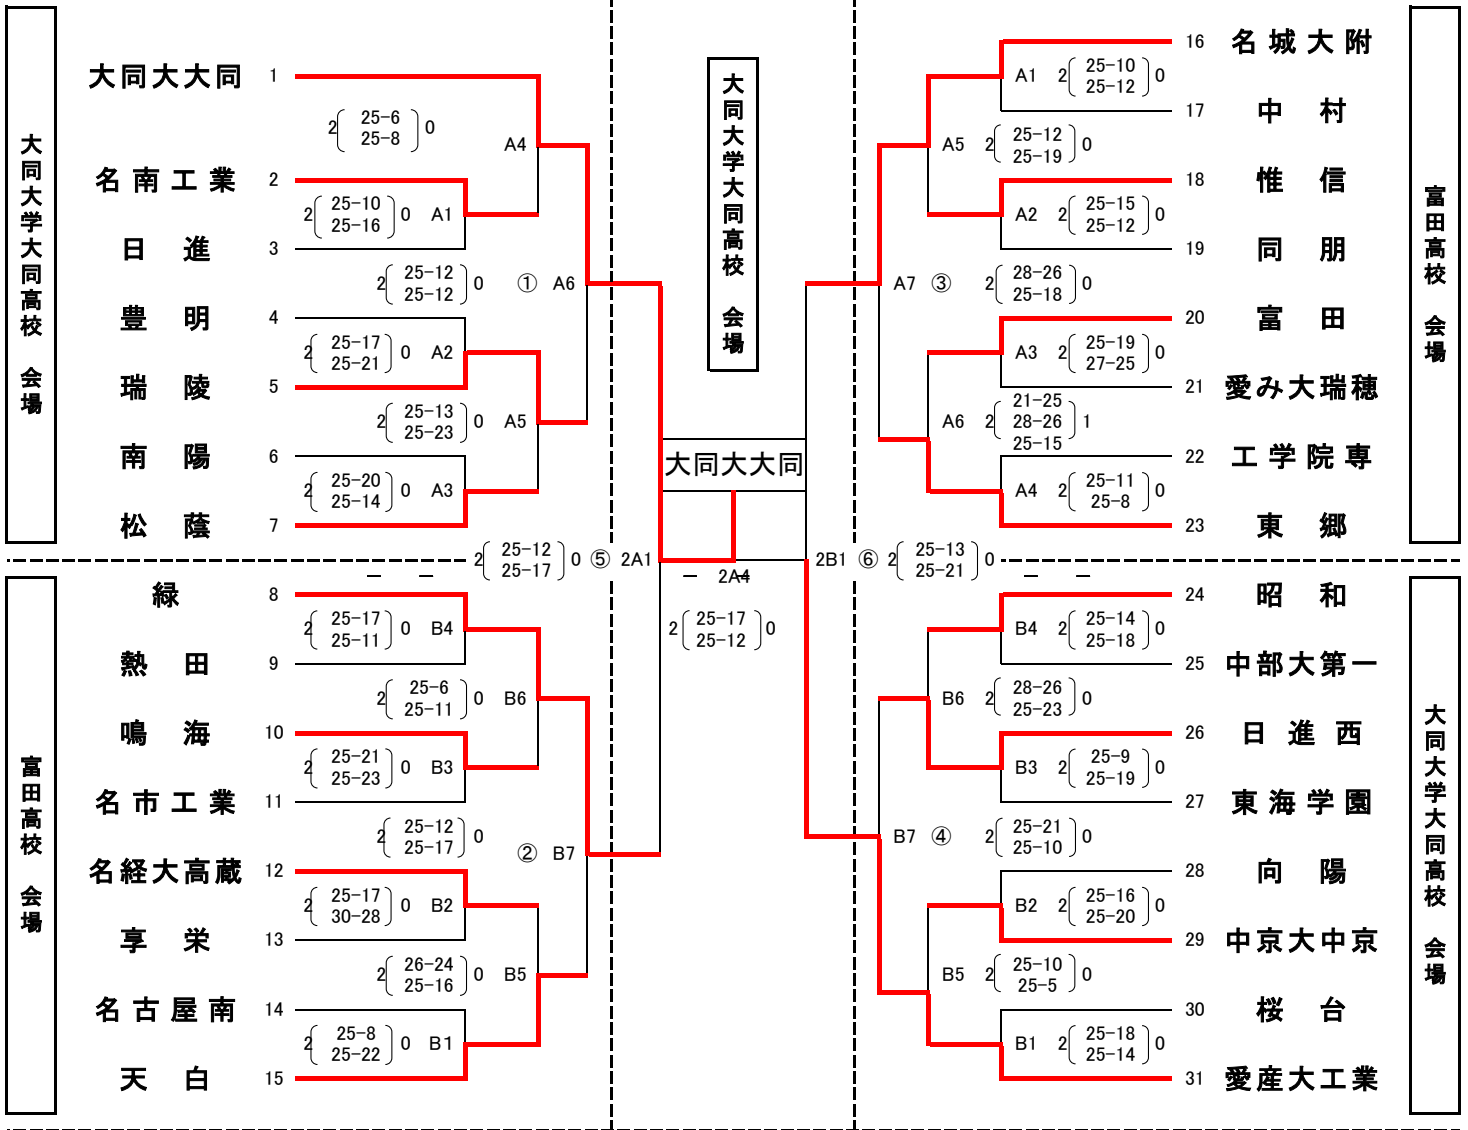 大同大学大同高校 会場
大同大大同 1
2 25-6 0
25-8
A4
名南工業 2
2 25-10 0 A1
25-16
日進 3
2 25-12 0 ① A6
25-12
豊明 4
2 25-17 0 A2
25-21
瑞陵 5
2 25-13 0 A5
25-23
南陽 6
2 25-20 0 A3
25-14
松蔭 7
富田高校 会場
緑 8
2 25-17 0 B4
25-11
熱田 9
2 25-6 0 B6
25-11
鳴海 10
2 25-21 0 B3
25-23
名市工業 11
2 25-12 0 ② B7
25-17
名経大高蔵 12
2 25-17 0 B2
30-28
享栄 13
2 26-24 0 B5
25-16
名古屋南 14
2 25-8 0 B1
25-22
天白 15
大同大学大同高校 会場
大同大大同
2 25-12 0 ⑤ 2A1
25-17
2A4
2 25-17 0
25-12
2B1 ⑥ 2 25-13 0
25-21
16 名城大附
A1 2 25-10 0
25-12
17 中村
A5 2 25-12 0
25-19
18 惟信
A2 2 25-15 0
25-12
19 同朋
A7 ③ 2 28-26 0
25-18
20 富田
A3 2 25-19 0
27-25
21 愛み大瑞穂
A6 2 21-25 1
28-26
25-15
22 工学院専
A4 2 25-11 0
25-8
23 東郷
富田高校 会場
24 昭和
B4 2 25-14 0
25-18
25 中部大第一
B6 2 28-26 0
25-23
26 日進西
B3 2 25-9 0
25-19
27 東海学園
B7 ④ 2 25-21 0
25-10
28 向陽
B2 2 25-16 0
25-20
29 中京大中京
B5 2 25-10 0
25-5
30 桜台
B1 2 25-18 0
25-14
31 愛産大工業
大同大学大同高校 会場